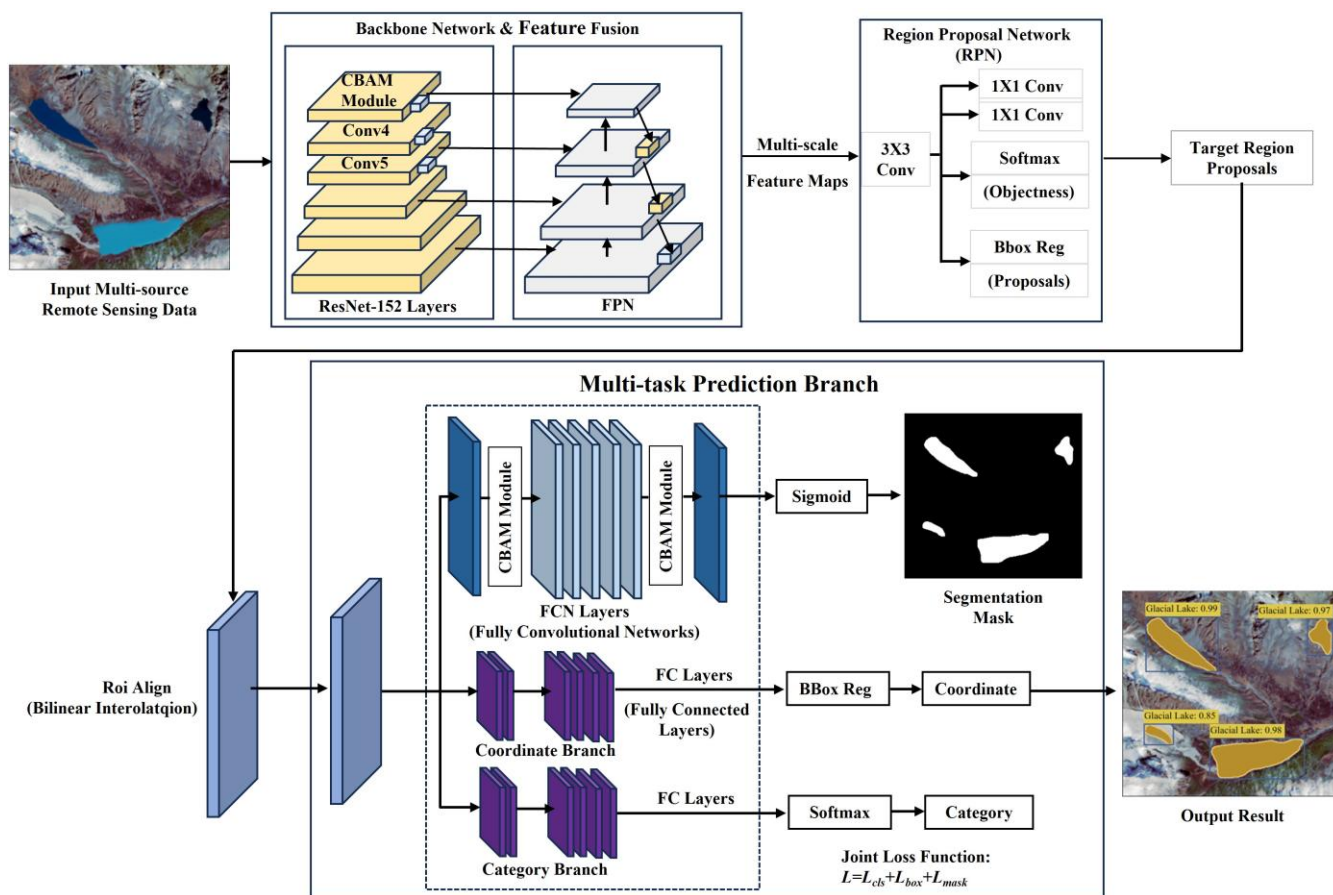 Backbone Network & Feature Fusion
CBAM
Module
Conv4
Conv5
ResNet-152 Layers
FPN
Input Multi-source
Remote Sensing Data
Multi-scale
Feature Maps
Region Proposal Network
(RPN)
3X3
Conv
1X1 Conv
1X1 Conv
Softmax
(Objectness)
Bbox Reg
(Proposals)
Target Region
Proposals
Multi-task Prediction Branch
CBAM Module
CBAM Module
FCN Layers
(Fully Convolutional Networks)
Sigmoid
Segmentation
Mask
Roi Align
(Bilinear Interolatqion)
Coordinate Branch
FC Layers
(Fully Connected
Layers)
BBox Reg
Coordinate
Category Branch
FC Layers
Softmax
Category
Joint Loss Function:
L=Lcls+Lbox+Lmask
Glacial Lake: 0.99
Glacial Lake: 0.97
Glacial Lake: 0.85
Glacial Lake: 0.98
Output Result